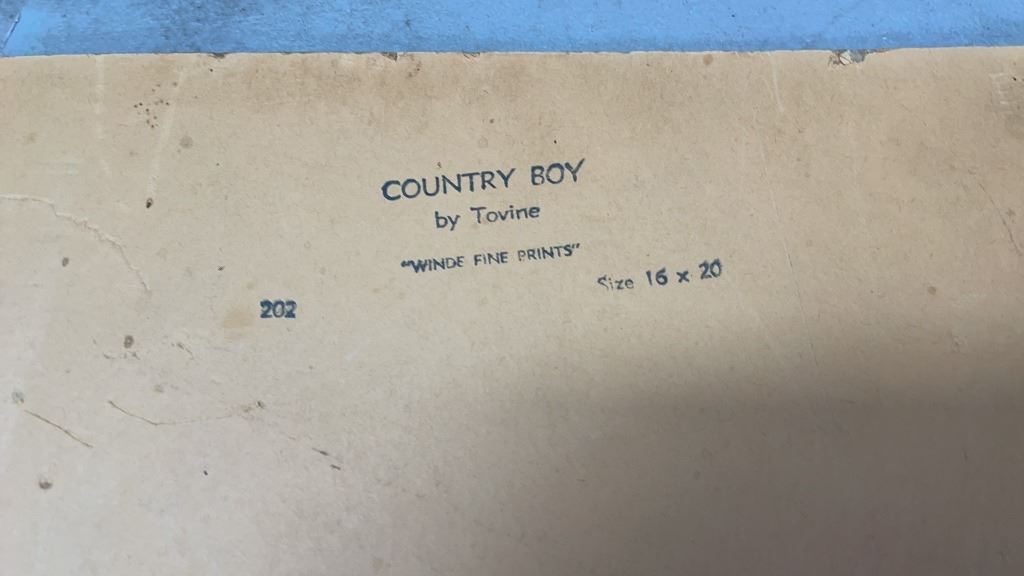 COUNTRY BOY
by Tovine
"WINDE FINE PRINTS"
Size 16 x 20
202